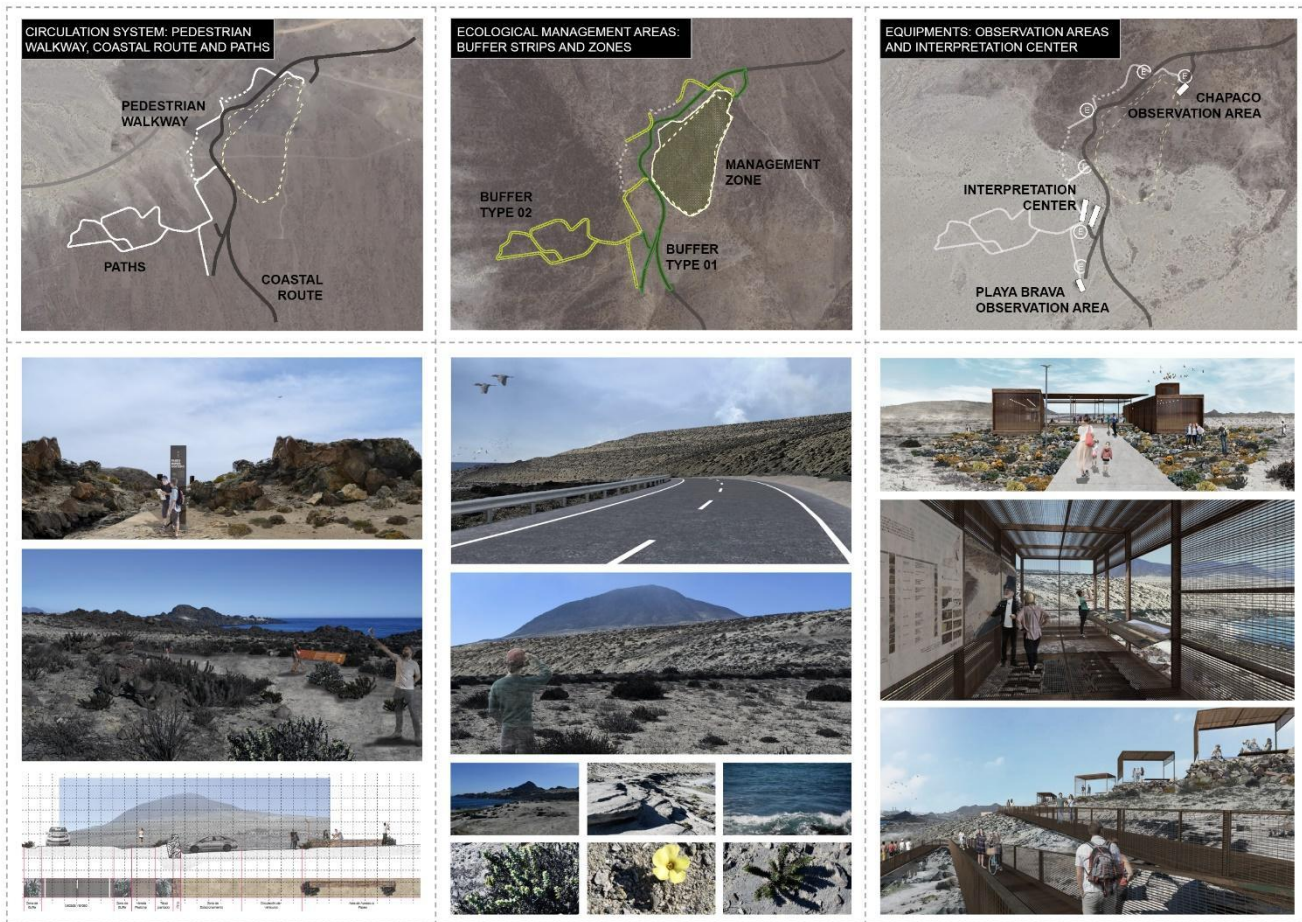 CIRCULATION SYSTEM: PEDESTRIAN
WALKWAY, COASTAL ROUTE AND PATHS
PEDESTRIAN
WALKWAY
PATHS
COASTAL
ROUTE
ECOLOGICAL MANAGEMENT AREAS:
BUFFER STRIPS AND ZONES
MANAGEMENT
ZONE
BUFFER
TYPE 02
BUFFER
TYPE 01
EQUIPMENTS: OBSERVATION AREAS
AND INTERPRETATION CENTER
E
E
CHAPACO
OBSERVATION AREA
E
INTERPRETATION
CENTER
E
E
PLAYA BRAVA
OBSERVATION AREA